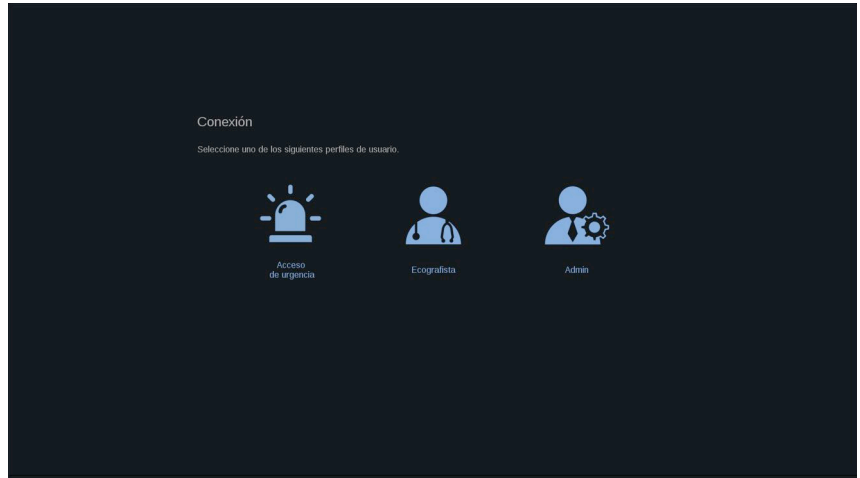 Conexión
Seleccione uno de los siguientes perfiles de usuario.
Acceso
de urgencia
Ecografista
Admin